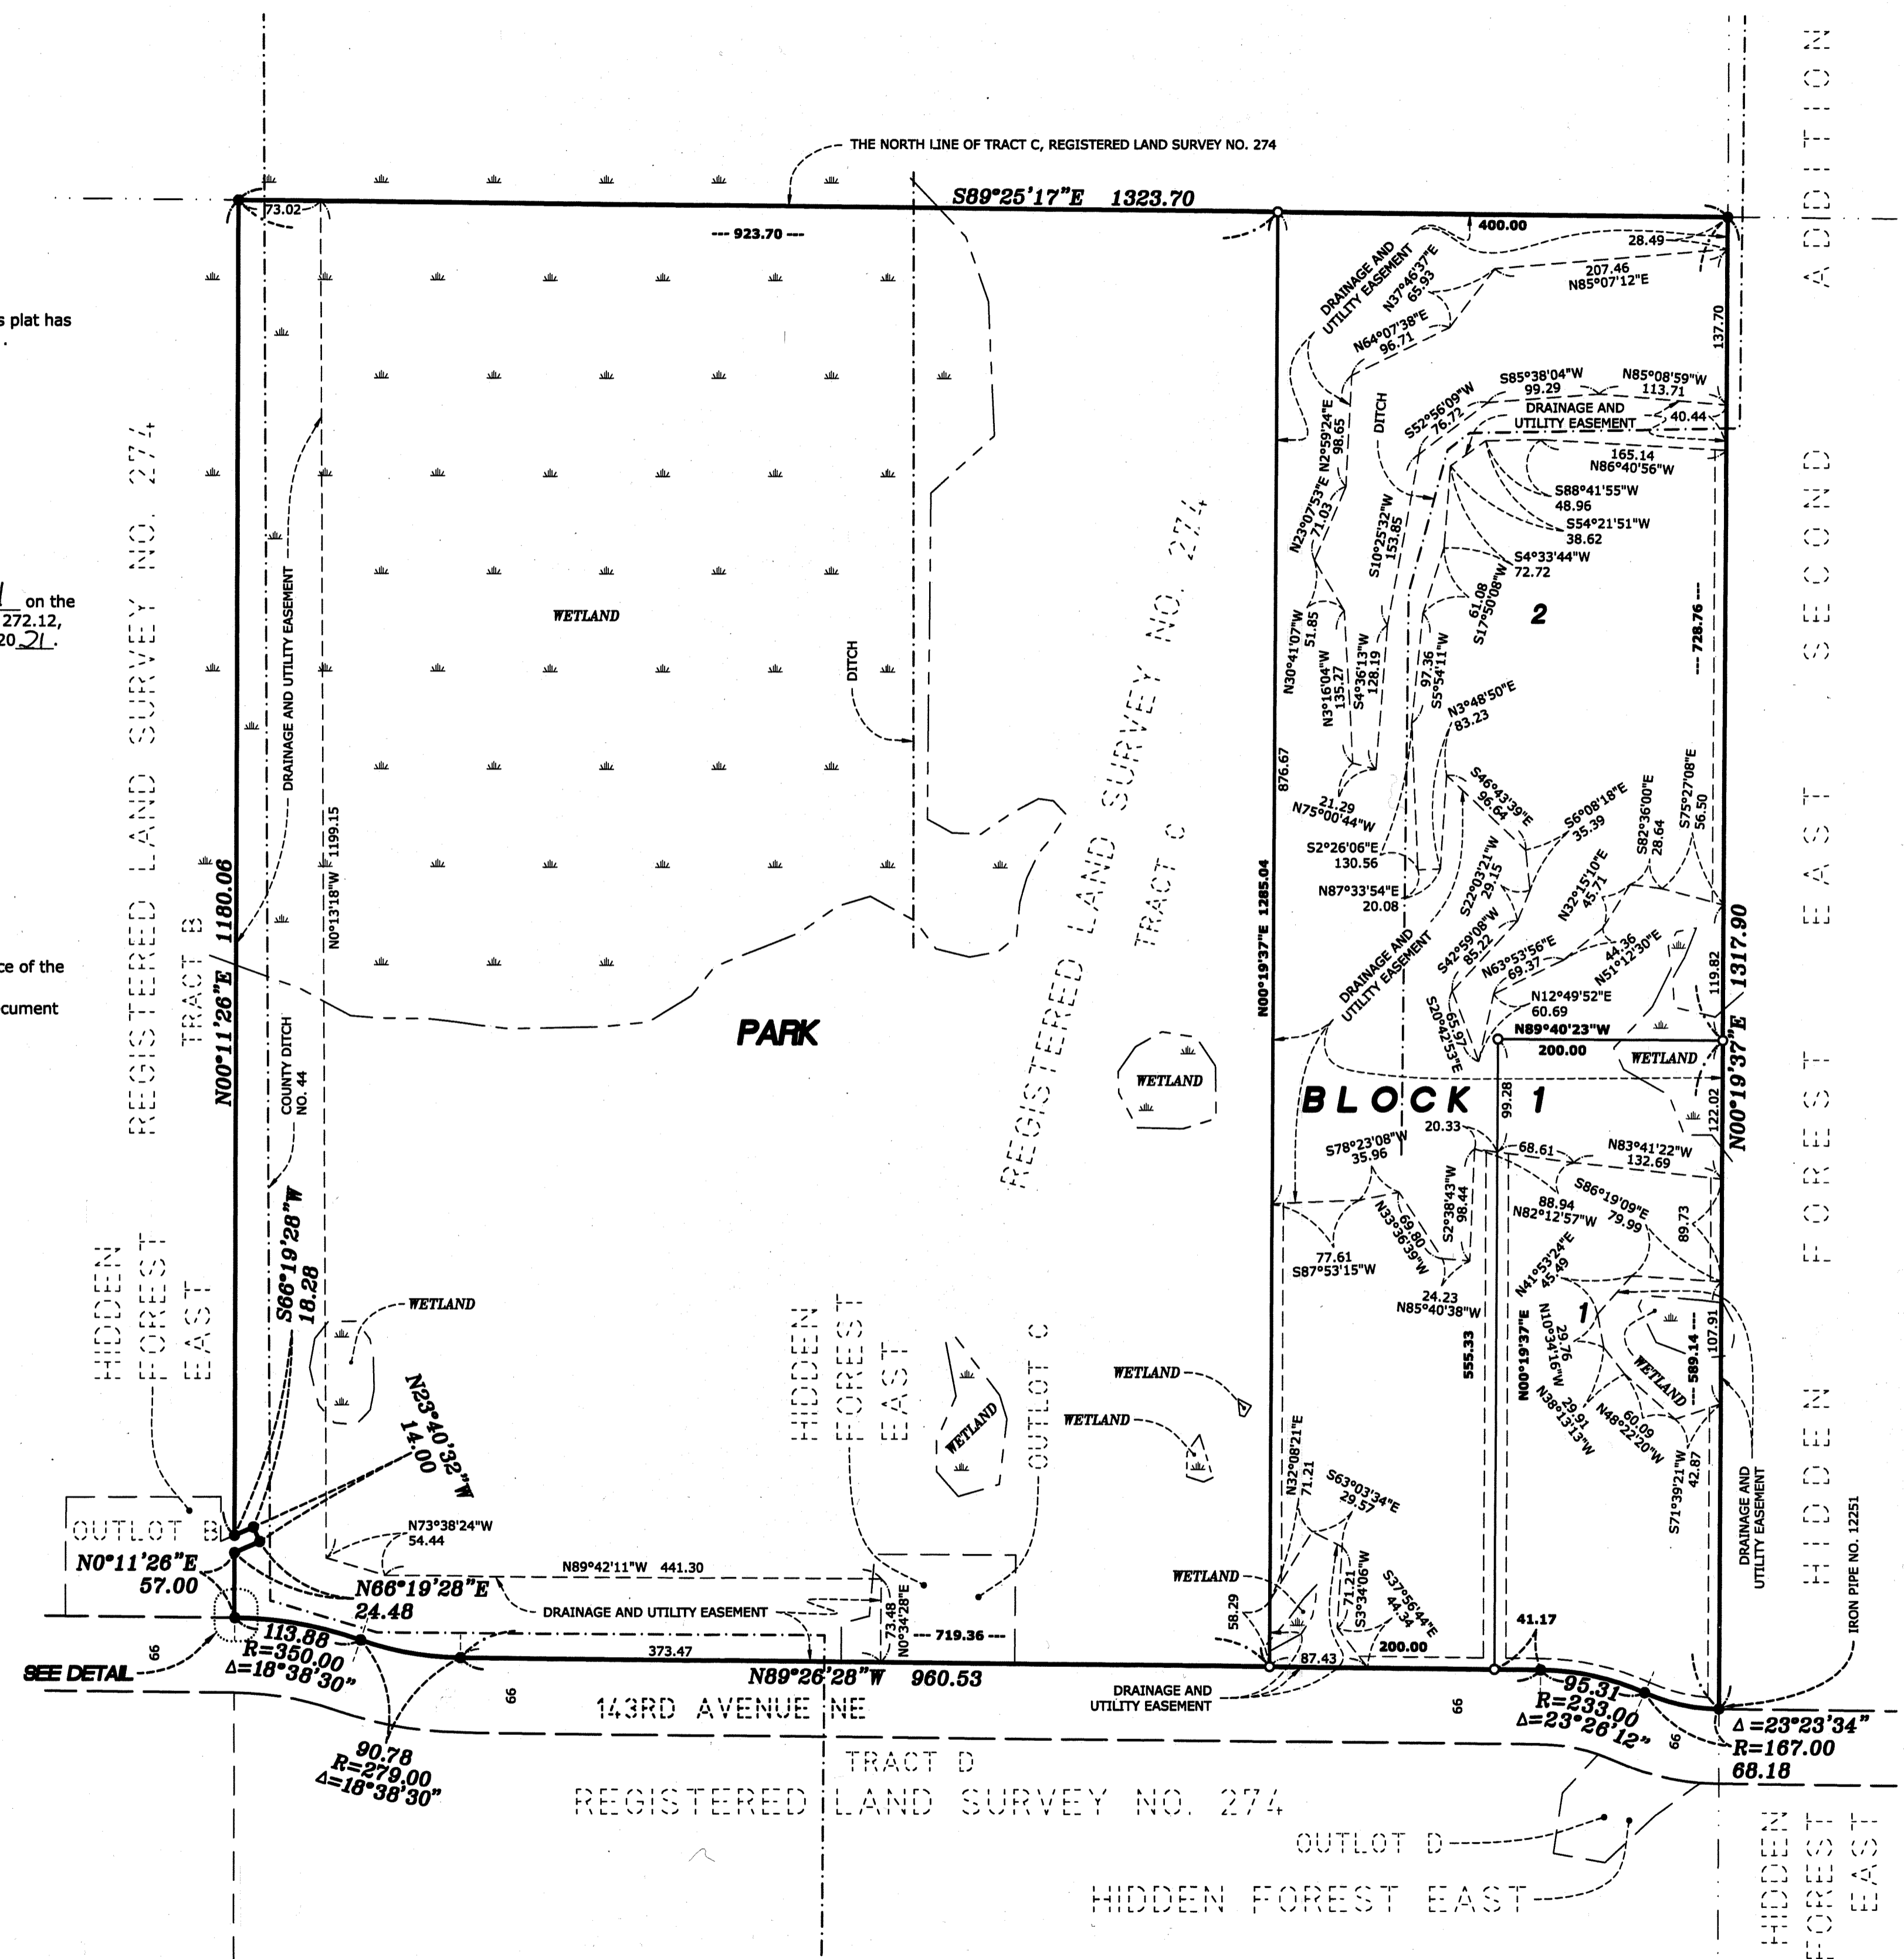 THE NORTH LINE OF TRACT C, REGISTERED LAND SURVEY NO. 274
S89°25'17"E 1323.70
73.02
--- 923.70 ---
400.00
28.49
207.46
N85°07'12"E
DRAINAGE AND
UTILITY EASEMENT
N37°46'37"E
65.93
N64°07'38"E
96.71
137.70
s plat has
.
S85°38'04"W
99.29
N85°08'59"W
113.71
S52°56'09"W
76.72
DRAINAGE AND
UTILITY EASEMENT
40.44
DITCH
N2°59'24"E
98.65
165.14
N86°40'56"W
S88°41'55"W
48.96
S54°21'51"W
38.62
N23°07'53"E
71.03
S10°25'32"W
153.85
S4°33'44"W
72.72
61.08
S17°50'08"W
2
--- 728.76 ---
on the
272.12,
20 21.
REGISTERED LAND SURVEY NO. 274
TRACT B
DRAINAGE AND UTILITY EASEMENT
WETLAND
DITCH
N30°41'07"W
51.85
N3°16'04"W
135.27
S4°36'13"W
128.19
97.36
S5°54'11"W
N3°48'50"E
83.23
REGISTERED LAND SURVEY NO. 274
TRACT C
876.67
21.29
N75°00'44"W
S2°26'06"E
130.56
N87°33'54"E
20.08
S46°43'39"E
96.64
S6°08'18"E
35.39
S22°03'21"W
29.15
S42°59'08"W
85.22
N32°15'10"E
45.71
S82°36'00"E
28.64
S75°27'08"E
56.50
N63°53'56"E
69.37
44.36
N51°12'30"E
N12°49'52"E
60.69
65.97
S20°42'53"E
119.82
N0°13'18"W 1199.15
N00°11'26"E 1180.06
N00°19'37"E 1285.04
N00°19'37"E 1317.90
DRAINAGE AND
UTILITY EASEMENT
ce of the
cument
COUNTY DITCH
NO. 44
PARK
WETLAND
N89°40'23"W
200.00
WETLAND
BLOCK 1
99.28
122.02
20.33
S78°23'08"W
35.96
68.61
N83°41'22"W
132.69
S2°38'43"W
98.44
88.94
N82°12'57"W
S86°19'09"E
79.99
89.73
69.80
N33°36'39"W
77.61
S87°53'15"W
24.23
N85°40'38"W
N41°53'24"E
45.49
1
29.76
N10°34'16"W
29.91
N38°13'13"W
60.09
N48°22'20"W
WETLAND
107.91
--- 589.14 ---
S71°39'21"W
42.87
555.33
N00°19'37"E
HIDDEN
FOREST
EAST
S66°19'28"W
18.28
WETLAND
N23°40'32"W
14.00
HIDDEN
FOREST
EAST
OUTLOT C
WETLAND
WETLAND
WETLAND
N32°08'21"E
71.21
S63°03'34"E
29.57
71.21
S3°34'06"W
S37°56'44"E
44.34
WETLAND
58.29
87.43
200.00
41.17
DRAINAGE AND
UTILITY EASEMENT
IRON PIPE NO. 12251
HIDDEN FOREST EAST SECOND ADDITION
OUTLOT B
N0°11'26"E
57.00
N73°38'24"W
54.44
N89°42'11"W 441.30
N66°19'28"E
24.48
DRAINAGE AND UTILITY EASEMENT
73.48
N0°34'28"E
--- 719.36 ---
373.47
N89°26'28"W 960.53
113.88
R=350.00
Δ=18°38'30"
SEE DETAIL
66
66
143RD AVENUE NE
DRAINAGE AND
UTILITY EASEMENT
66
95.31
R=233.00
Δ=23°26'12"
66
Δ=23°23'34"
R=167.00
68.18
90.78
R=279.00
Δ=18°38'30"
TRACT D
REGISTERED LAND SURVEY NO. 274
OUTLOT D
HIDDEN FOREST EAST
HIDDEN
FOREST
EAST